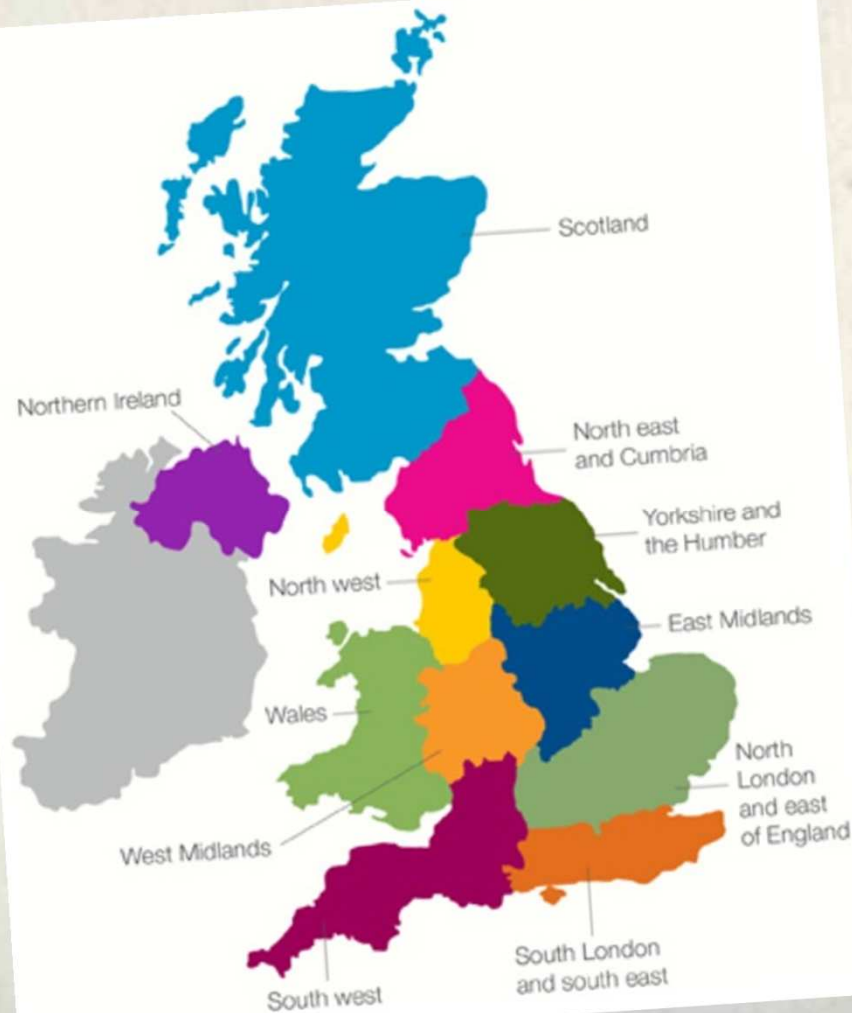 Scotland
Northern Ireland
North east
and Cumbria
Yorkshire and
the Humber
North west
East Midlands
Wales
North
London
and east
of England
West Midlands
South London
and south east
South west